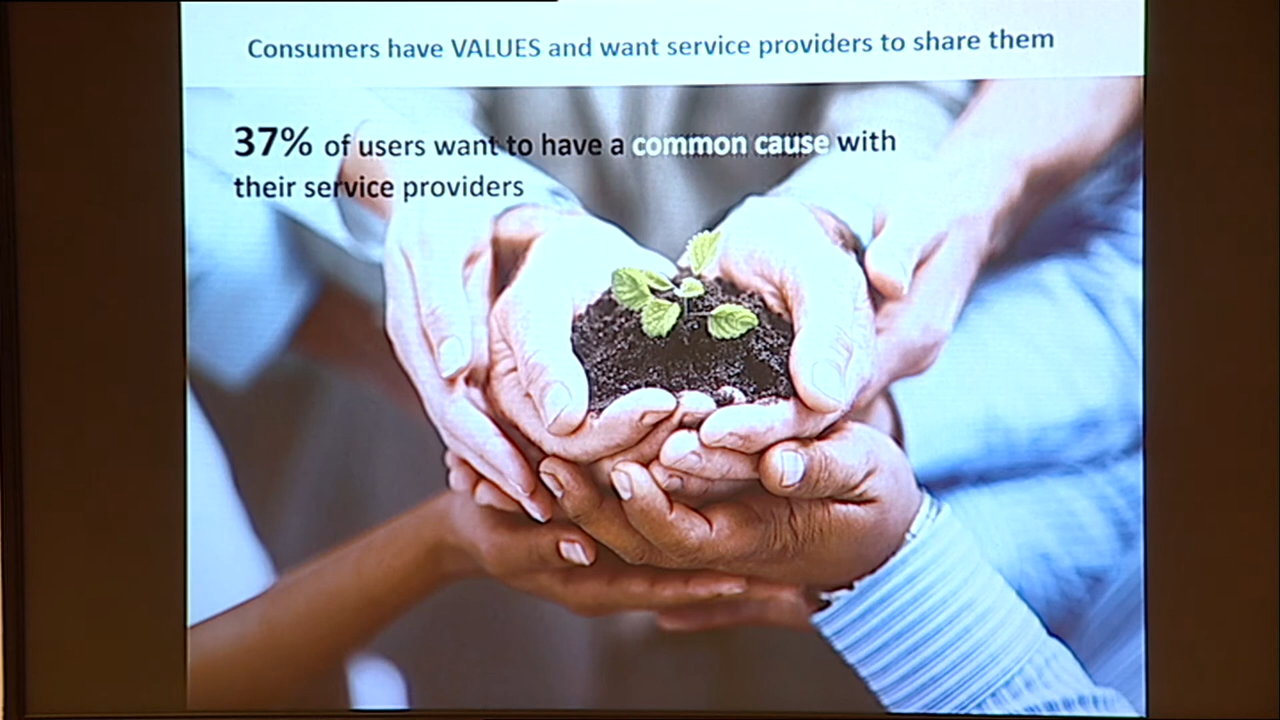 Consumers have VALUES and want service providers to share them
37% of users want to have a common cause with
their service providers